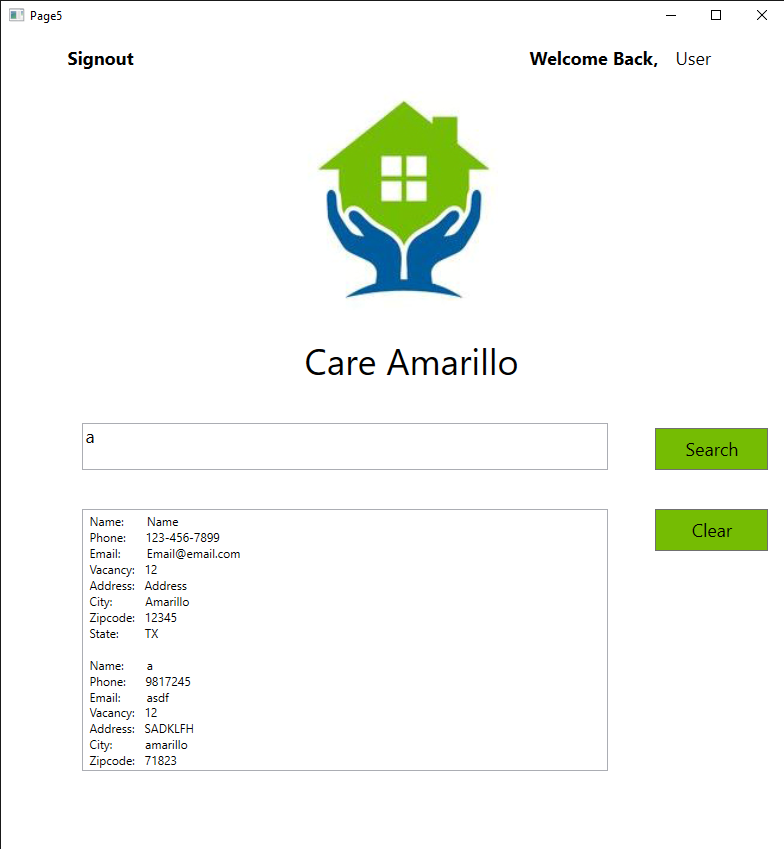 Page5
Signout Welcome Back, User
Care Amarillo
a
Search
Name: Name
Phone: 123-456-7899
Email: Email@email.com
Vacancy: 12
Address: Address
City: Amarillo
Zipcode: 12345
State: TX
Name: a
Phone: 9817245
Email: asdf
Vacancy: 12
Address: SADKLFH
City: amarillo
Zipcode: 71823
Clear